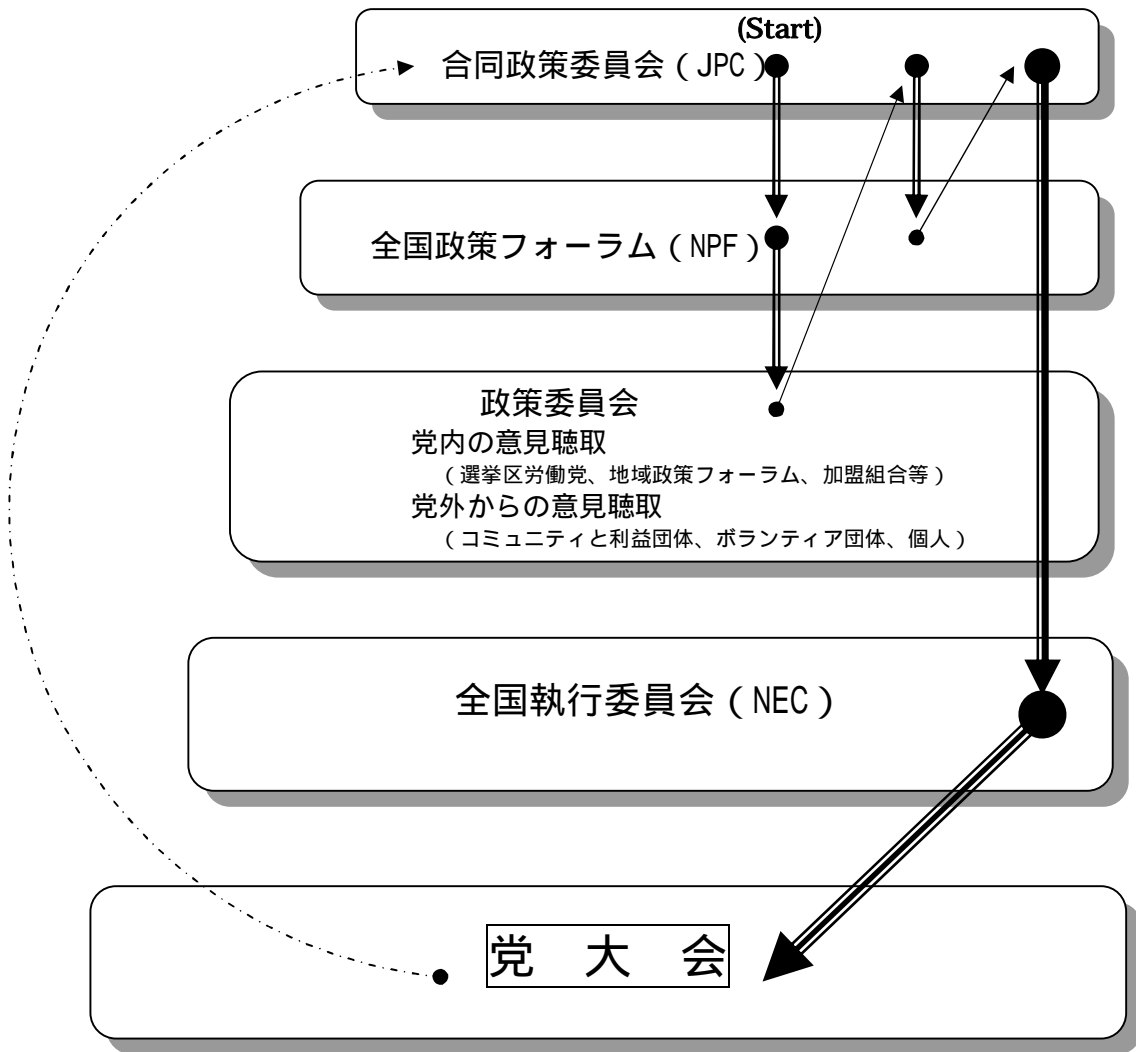 (Start)
合同政策委員会（JPC）
全国政策フォーラム（NPF）
政策委員会
党内の意見聴取
（選挙区労働党、地域政策フォーラム、加盟組合等）
党外からの意見聴取
（コミュニティと利益団体、ボランティア団体、個人）
全国執行委員会（NEC）
党　大　会